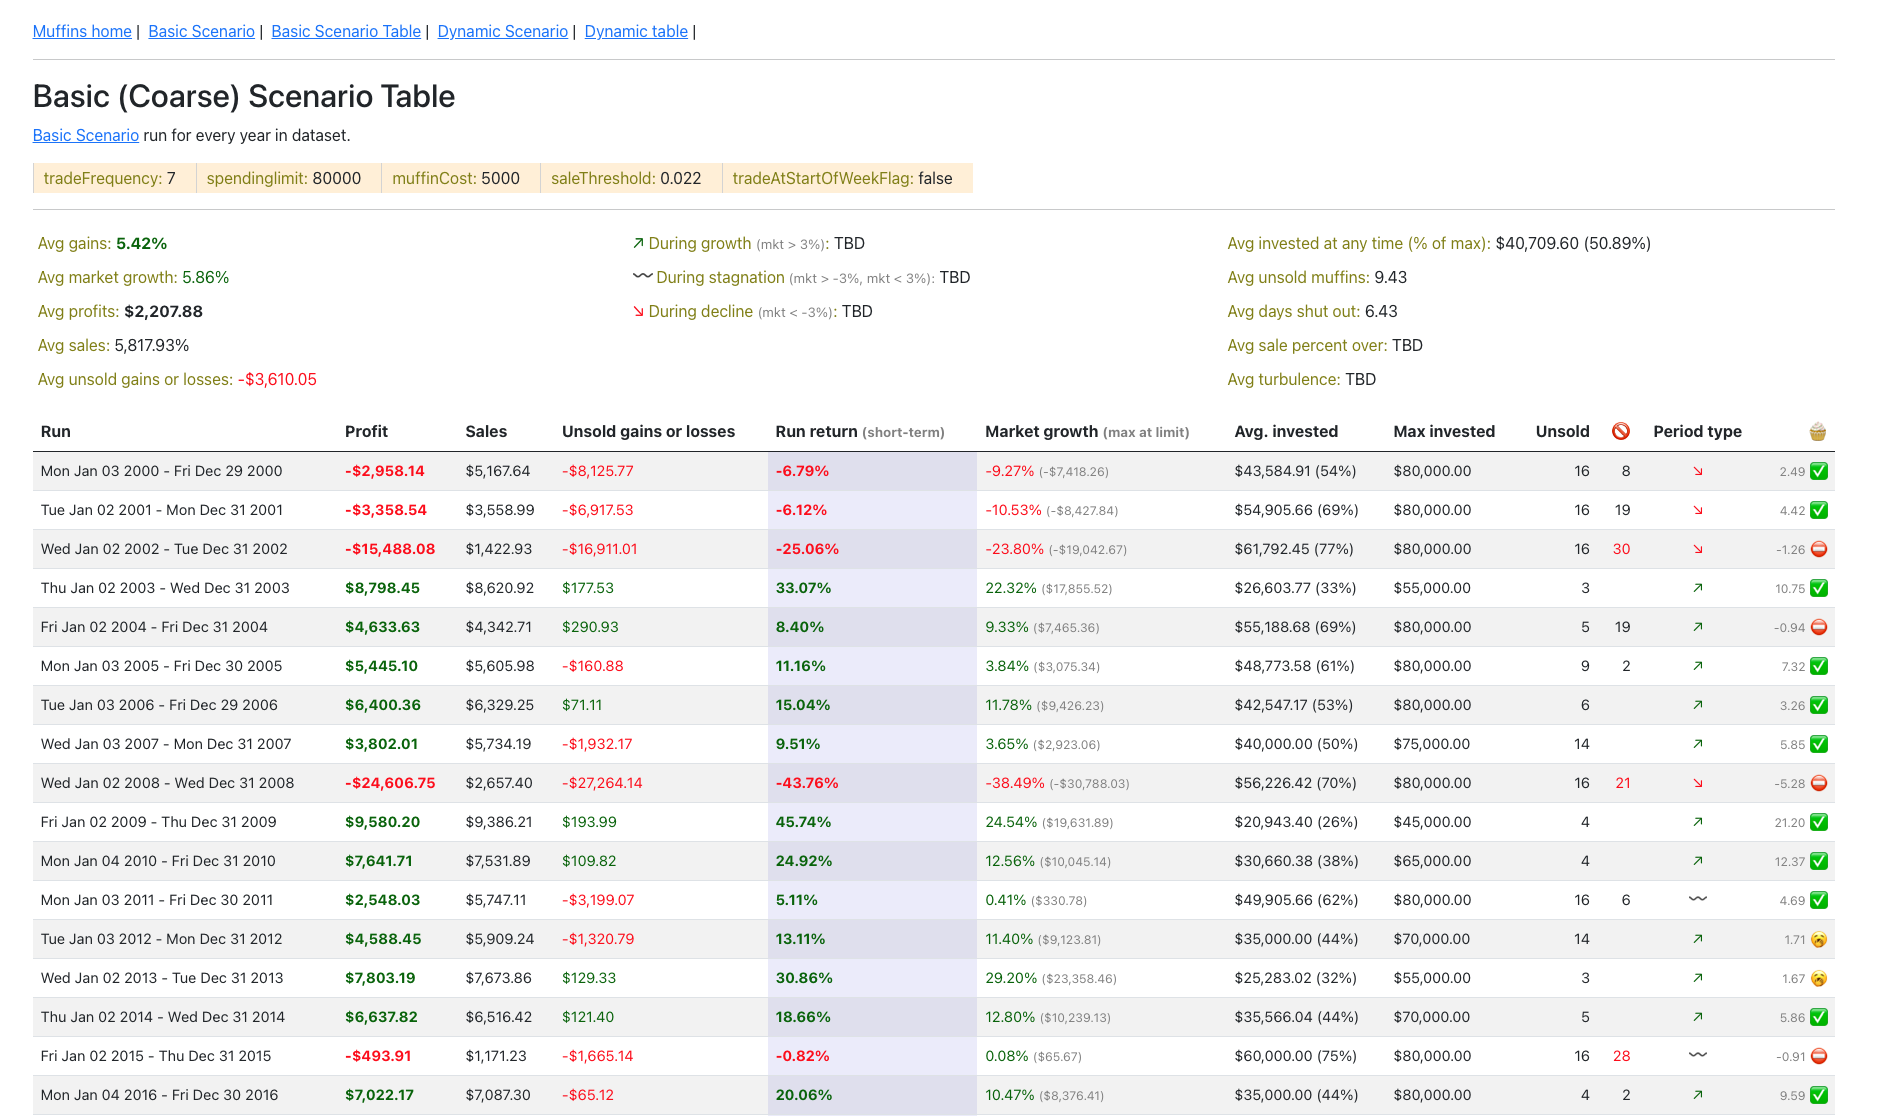 Muffins home | Basic Scenario | Basic Scenario Table | Dynamic Scenario | Dynamic table |
Basic (Coarse) Scenario Table
Basic Scenario run for every year in dataset.
tradeFrequency: 7 spendinglimit: 80000 muffinCost: 5000 saleThreshold: 0.022 tradeAtStartOfWeekFlag: false
Avg gains: 5.42%
Avg market growth: 5.86%
Avg profits: $2,207.88
Avg sales: 5,817.93%
Avg unsold gains or losses: -$3,610.05
During growth (mkt > 3%): TBD
During stagnation (mkt > -3%, mkt < 3%): TBD
During decline (mkt < -3%): TBD
Avg invested at any time (% of max): $40,709.60 (50.89%)
Avg unsold muffins: 9.43
Avg days shut out: 6.43
Avg sale percent over: TBD
Avg turbulence: TBD
Run Profit Sales Unsold gains or losses Run return (short-term) Market growth (max at limit) Avg. invested Max invested Unsold Period type
Mon Jan 03 2000 - Fri Dec 29 2000 -$2,958.14 $5,167.64 -$8,125.77 -6.79% -9.27% (-$7,418.26) $43,584.91 (54%) $80,000.00 16 8 2.49
Tue Jan 02 2001 - Mon Dec 31 2001 -$3,358.54 $3,558.99 -$6,917.53 -6.12% -10.53% (-$8,427.84) $54,905.66 (69%) $80,000.00 16 19 4.42
Wed Jan 02 2002 - Tue Dec 31 2002 -$15,488.08 $1,422.93 -$16,911.01 -25.06% -23.80% (-$19,042.67) $61,792.45 (77%) $80,000.00 16 30 -1.26
Thu Jan 02 2003 - Wed Dec 31 2003 $8,798.45 $8,620.92 $177.53 33.07% 22.32% ($17,855.52) $26,603.77 (33%) $55,000.00 3 10.75
Fri Jan 02 2004 - Fri Dec 31 2004 $4,633.63 $4,342.71 $290.93 8.40% 9.33% ($7,465.36) $55,188.68 (69%) $80,000.00 5 19 -0.94
Mon Jan 03 2005 - Fri Dec 30 2005 $5,445.10 $5,605.98 -$160.88 11.16% 3.84% ($3,075.34) $48,773.58 (61%) $80,000.00 9 2 7.32
Tue Jan 03 2006 - Fri Dec 29 2006 $6,400.36 $6,329.25 $71.11 15.04% 11.78% ($9,426.23) $42,547.17 (53%) $80,000.00 6 3.26
Wed Jan 03 2007 - Mon Dec 31 2007 $3,802.01 $5,734.19 -$1,932.17 9.51% 3.65% ($2,923.06) $40,000.00 (50%) $75,000.00 14 5.85
Wed Jan 02 2008 - Wed Dec 31 2008 -$24,606.75 $2,657.40 -$27,264.14 -43.76% -38.49% (-$30,788.03) $56,226.42 (70%) $80,000.00 16 21 -5.28
Fri Jan 02 2009 - Thu Dec 31 2009 $9,580.20 $9,386.21 $193.99 45.74% 24.54% ($19,631.89) $20,943.40 (26%) $45,000.00 4 21.20
Mon Jan 04 2010 - Fri Dec 31 2010 $7,641.71 $7,531.89 $109.82 24.92% 12.56% ($10,045.14) $30,660.38 (38%) $65,000.00 4 12.37
Mon Jan 03 2011 - Fri Dec 30 2011 $2,548.03 $5,747.11 -$3,199.07 5.11% 0.41% ($330.78) $49,905.66 (62%) $80,000.00 16 6 4.69
Tue Jan 03 2012 - Mon Dec 31 2012 $4,588.45 $5,909.24 -$1,320.79 13.11% 11.40% ($9,123.81) $35,000.00 (44%) $70,000.00 14 1.71
Wed Jan 02 2013 - Tue Dec 31 2013 $7,803.19 $7,673.86 $129.33 30.86% 29.20% ($23,358.46) $25,283.02 (32%) $55,000.00 3 1.67
Thu Jan 02 2014 - Wed Dec 31 2014 $6,637.82 $6,516.42 $121.40 18.66% 12.80% ($10,239.13) $35,566.04 (44%) $70,000.00 5 5.86
Fri Jan 02 2015 - Thu Dec 31 2015 -$493.91 $1,171.23 -$1,665.14 -0.82% 0.08% ($65.67) $60,000.00 (75%) $80,000.00 16 28 -0.91
Mon Jan 04 2016 - Fri Dec 30 2016 $7,022.17 $7,087.30 -$65.12 20.06% 10.47% ($8,376.41) $35,000.00 (44%) $80,000.00 4 2 9.59